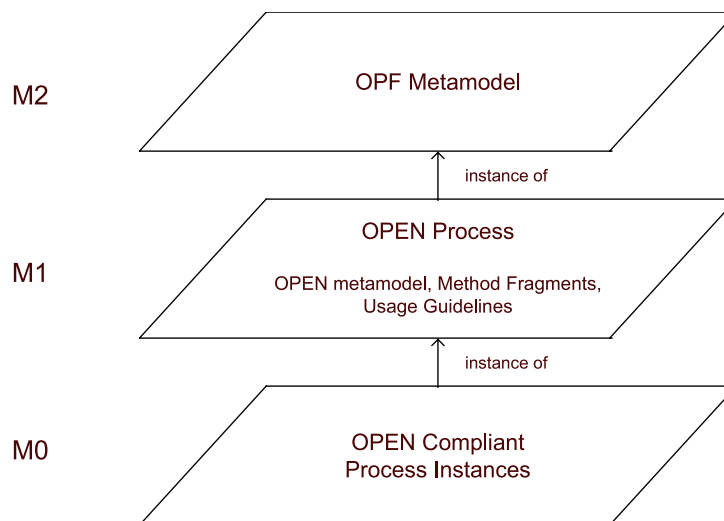 M2
OPF Metamodel
instance of
M1
OPEN Process
OPEN metamodel, Method Fragments,
Usage Guidelines
instance of
M0
OPEN Compliant
Process Instances